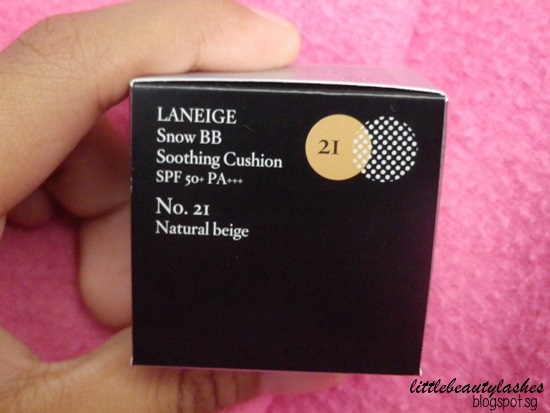 LANEIGE
Snow BB
Soothing Cushion
SPF 50+ PA+++
No. 21
Natural beige
21
littlebeautylashes
blogspot.sg